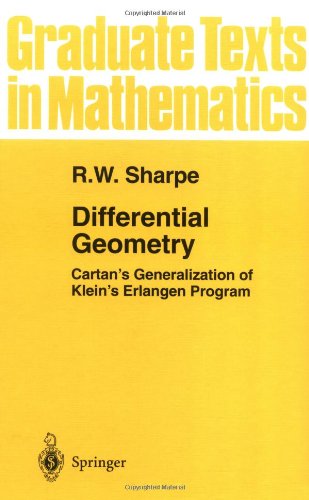 Graduate Texts
in Mathematics
R.W. Sharpe
Differential
Geometry
Cartan's Generalization of
Klein's Erlangen Program
Springer